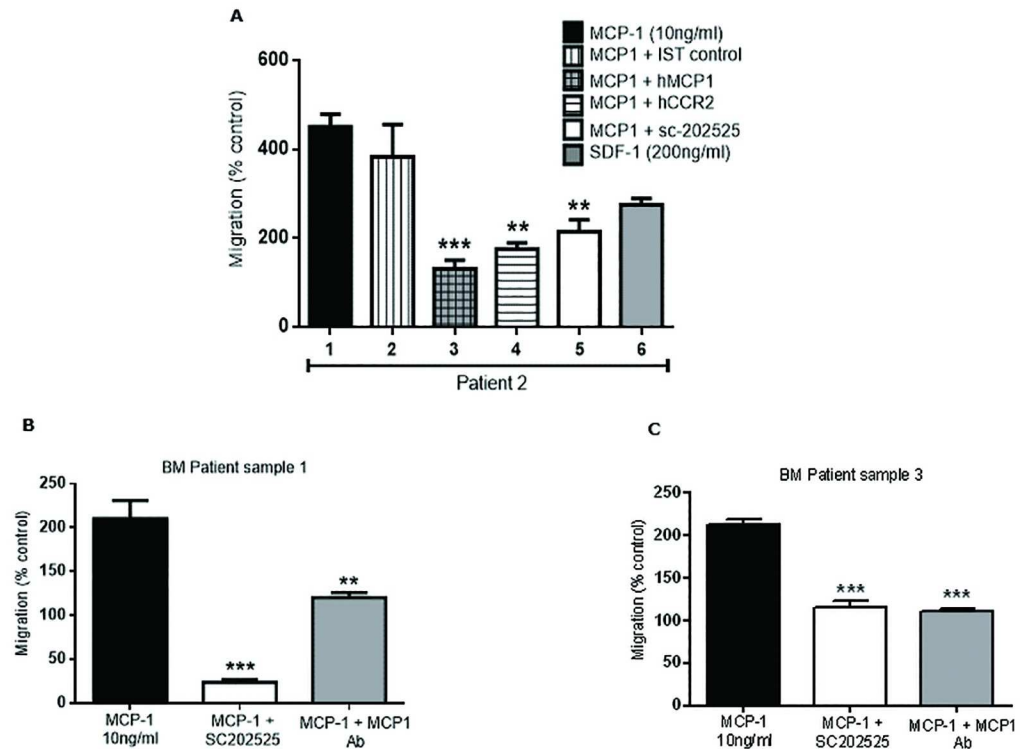 A
MCP-1 (10ng/ml)
MCP1 + IST control
MCP1 + hMCP1
MCP1 + hCCR2
MCP1 + sc-202525
SDF-1 (200ng/ml)
Migration (% control)
600
400
200
0
***
**
**
1 2 3 4 5 6
Patient 2
B
BM Patient sample 1
Migration (% control)
250
200
150
100
50
0
***
**
MCP-1
10ng/ml
MCP-1 +
SC202525
MCP-1 + MCP1
Ab
C
BM Patient sample 3
Migration (% control)
250
200
150
100
50
0
***
***
MCP-1
10ng/ml
MCP-1 +
SC202525
MCP-1 + MCP1
Ab